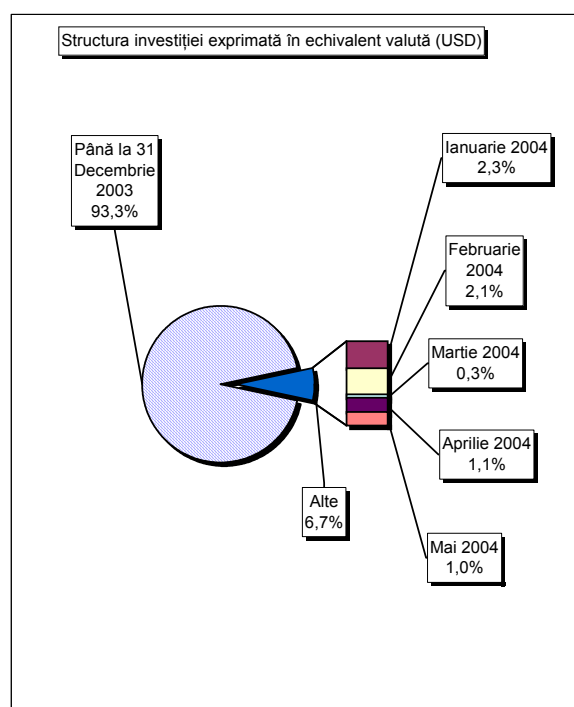 Structura investiției exprimată în echivalent valută (USD)
Până la 31
Decembrie
2003
93,3%
Ianuarie 2004
2,3%
Februarie
2004
2,1%
Martie 2004
0,3%
Aprilie 2004
1,1%
Alte
6,7%
Mai 2004
1,0%